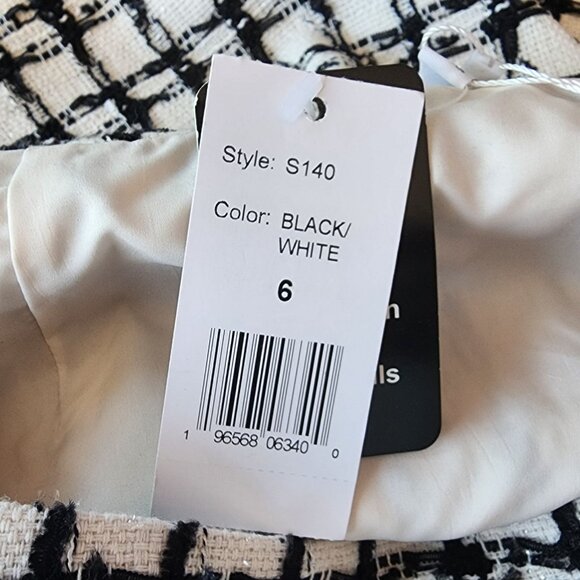 Style: S140
Color: BLACK/
WHITE
6
1 96568 06340 0